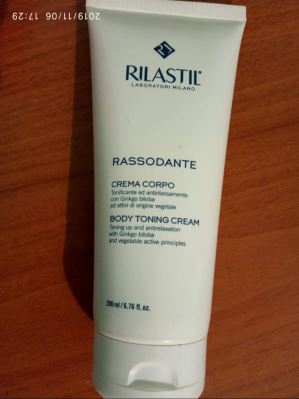 2019/11/06 17:29
RILASTIL®
LABORATORI MILANO
RASSODANTE
CREMA CORPO
Tonificante ed antirilassamento
con Ginkgo biloba
ed attivi di origine vegetale
BODY TONING CREAM
Toning up and antirelaxation
with Ginkgo biloba
and vegetable active principles
200 ml / 6.76 fl. oz.